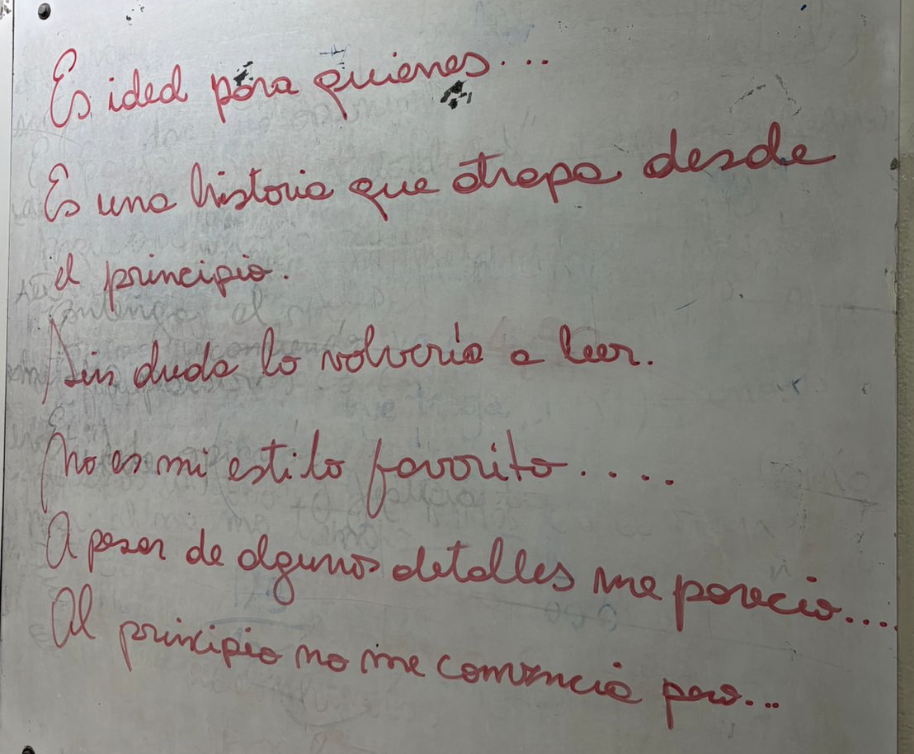 Es ideal para quienes...
Es una historia que atrapa desde
el principio.
Sin duda lo volvería a leer.
No es mi estilo favorito.....
A pesar de algunos detalles me pareció....
Al principio no me convencía pero...